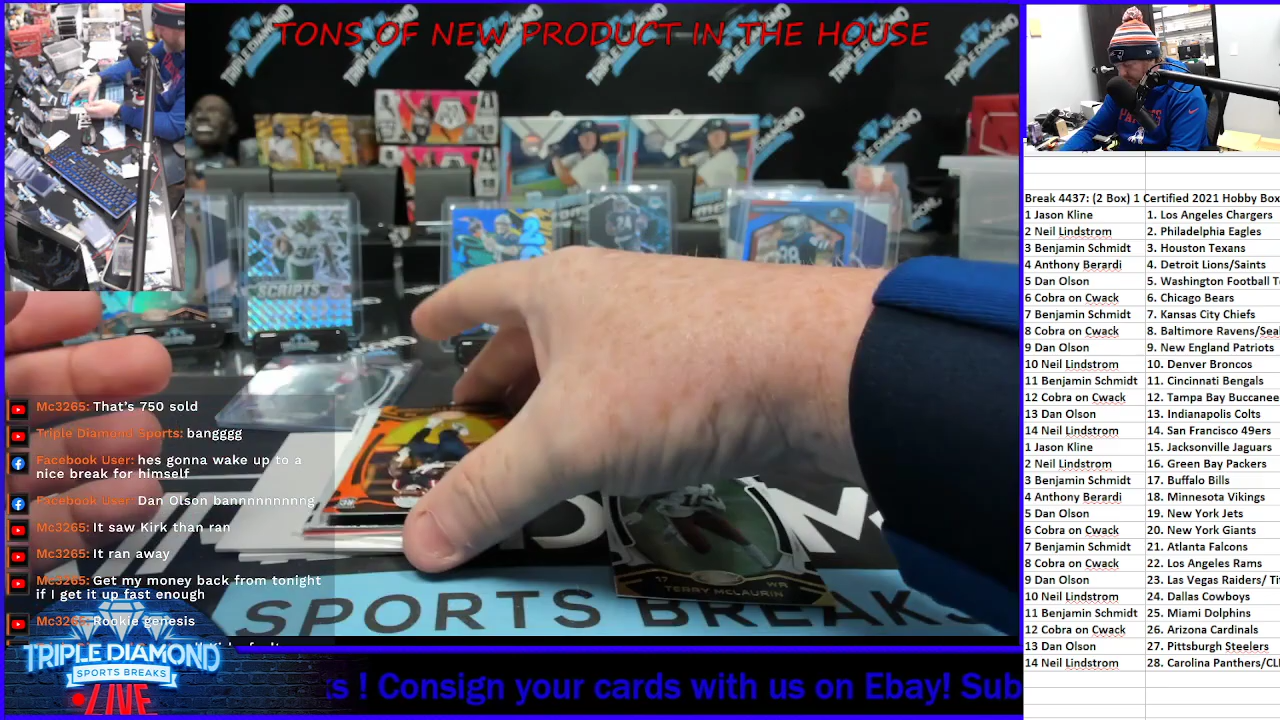 TONS OF NEW PRODUCT IN THE HOUSE
SCRIPTS
17 WR
TERRY MCLAURIN
SPORTS BREAK
Mc3265: That's 750 sold
Triple Diamond Sports: bangggg
Facebook User: hes gonna wake up to a
nice break for himself
Facebook User: Dan Olson bannnnnnnnng
Mc3265: It saw Kirk than ran
Mc3265: It ran away
Mc3265: Get my money back from tonight
if I get it up fast enough
Mc3265: Rookie genesis
TRIPLE DIAMOND
SPORTS BREAKS
LIVE
s ! Consign your cards with us on Ebay!
Break 4437: (2 Box) 1 Certified 2021 Hobby Box
1 Jason Kline 1. Los Angeles Chargers
2 Neil Lindstrom 2. Philadelphia Eagles
3 Benjamin Schmidt 3. Houston Texans
4 Anthony Berardi 4. Detroit Lions/Saints
5 Dan Olson 5. Washington Football T
6 Cobra on Cwack 6. Chicago Bears
7 Benjamin Schmidt 7. Kansas City Chiefs
8 Cobra on Cwack 8. Baltimore Ravens/Sea
9 Dan Olson 9. New England Patriots
10 Neil Lindstrom 10. Denver Broncos
11 Benjamin Schmidt 11. Cincinnati Bengals
12 Cobra on Cwack 12. Tampa Bay Buccane
13 Dan Olson 13. Indianapolis Colts
14 Neil Lindstrom 14. San Francisco 49ers
1 Jason Kline 15. Jacksonville Jaguars
2 Neil Lindstrom 16. Green Bay Packers
3 Benjamin Schmidt 17. Buffalo Bills
4 Anthony Berardi 18. Minnesota Vikings
5 Dan Olson 19. New York Jets
6 Cobra on Cwack 20. New York Giants
7 Benjamin Schmidt 21. Atlanta Falcons
8 Cobra on Cwack 22. Los Angeles Rams
9 Dan Olson 23. Las Vegas Raiders/ Ti
10 Neil Lindstrom 24. Dallas Cowboys
11 Benjamin Schmidt 25. Miami Dolphins
12 Cobra on Cwack 26. Arizona Cardinals
13 Dan Olson 27. Pittsburgh Steelers
14 Neil Lindstrom 28. Carolina Panthers/CL